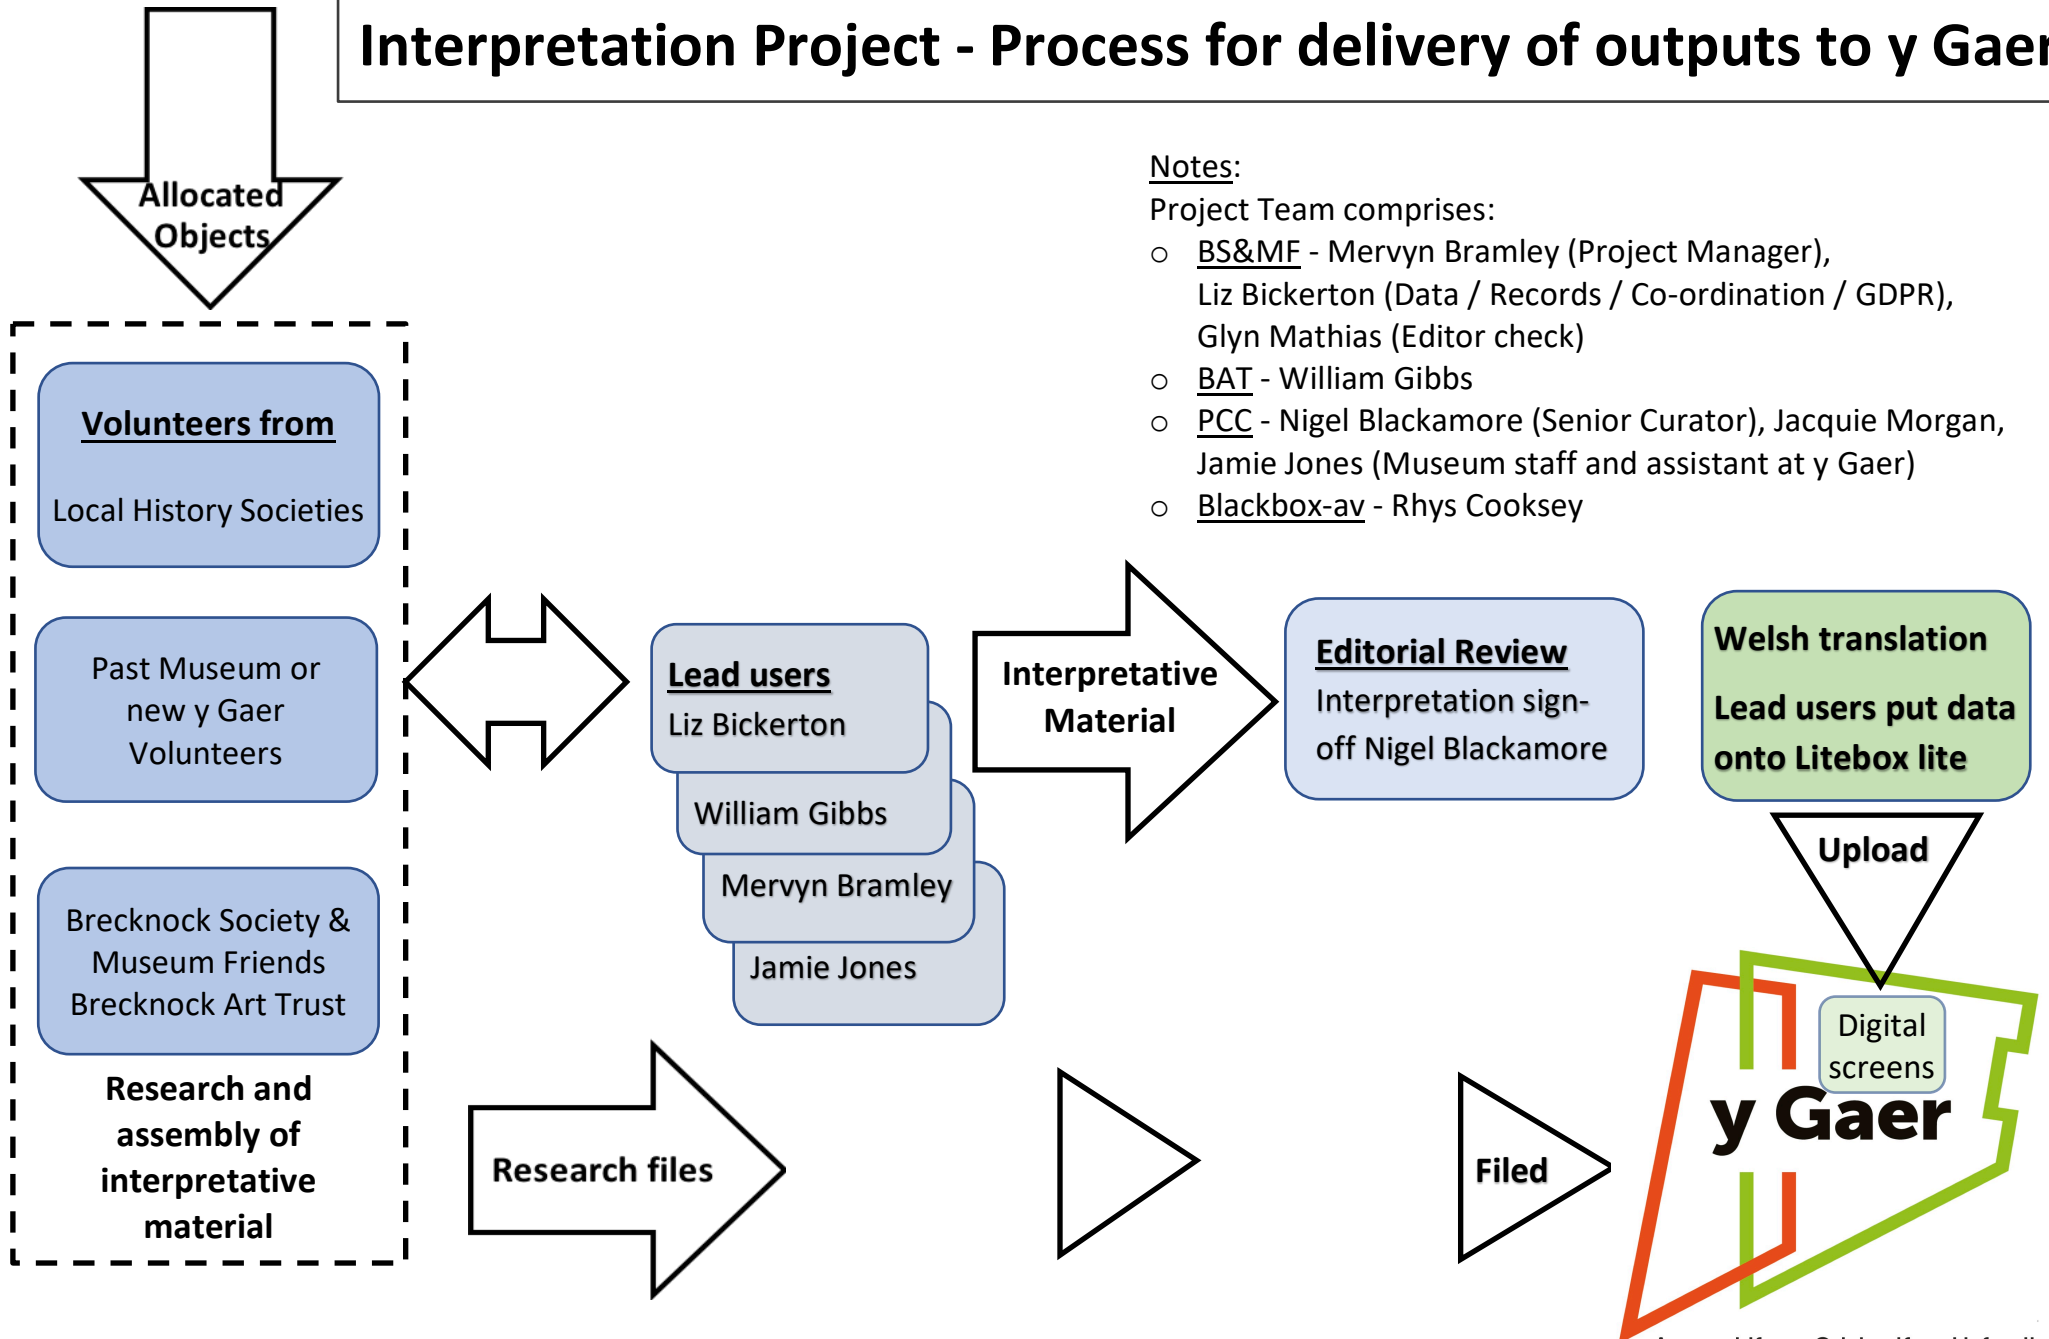 Interpretation Project - Process for delivery of outputs to y Gaer
Allocated
Objects
Notes:
Project Team comprises:
o BS&MF - Mervyn Bramley (Project Manager),
Liz Bickerton (Data / Records / Co-ordination / GDPR),
Glyn Mathias (Editor check)
o BAT - William Gibbs
o PCC - Nigel Blackamore (Senior Curator), Jacquie Morgan,
Jamie Jones (Museum staff and assistant at y Gaer)
o Blackbox-av - Rhys Cooksey
Volunteers from
Local History Societies
Past Museum or
new y Gaer
Volunteers
Brecknock Society &
Museum Friends
Brecknock Art Trust
Research and
assembly of
interpretative
material
Lead users
Liz Bickerton
William Gibbs
Mervyn Bramley
Jamie Jones
Interpretative
Material
Editorial Review
Interpretation sign-
off Nigel Blackamore
Welsh translation
Lead users put data
onto Litebox lite
Upload
Digital
screens
y Gaer
Research files
Filed